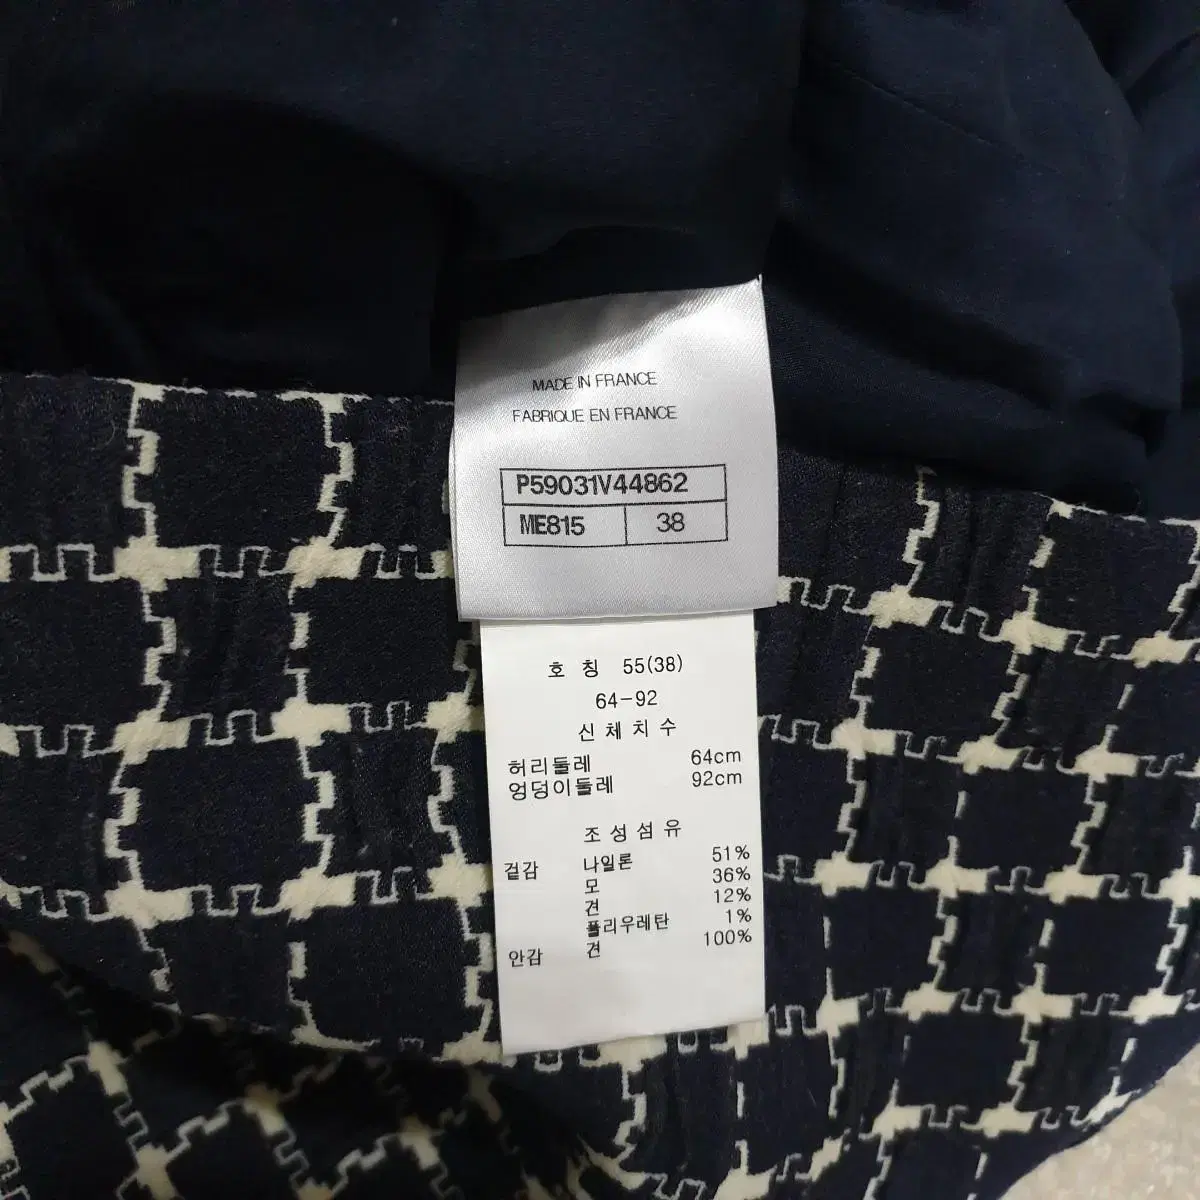 MADE IN FRANCE
FABRIQUE EN FRANCE
P59031V44862
ME815 38
호 칭 55(38)
64-92
신 체 치 수
허리둘레 64cm
엉덩이둘레 92cm
조 성 섬 유
겉감 나일론 51%
모 36%
견 12%
폴리우레탄 1%
안감 견 100%